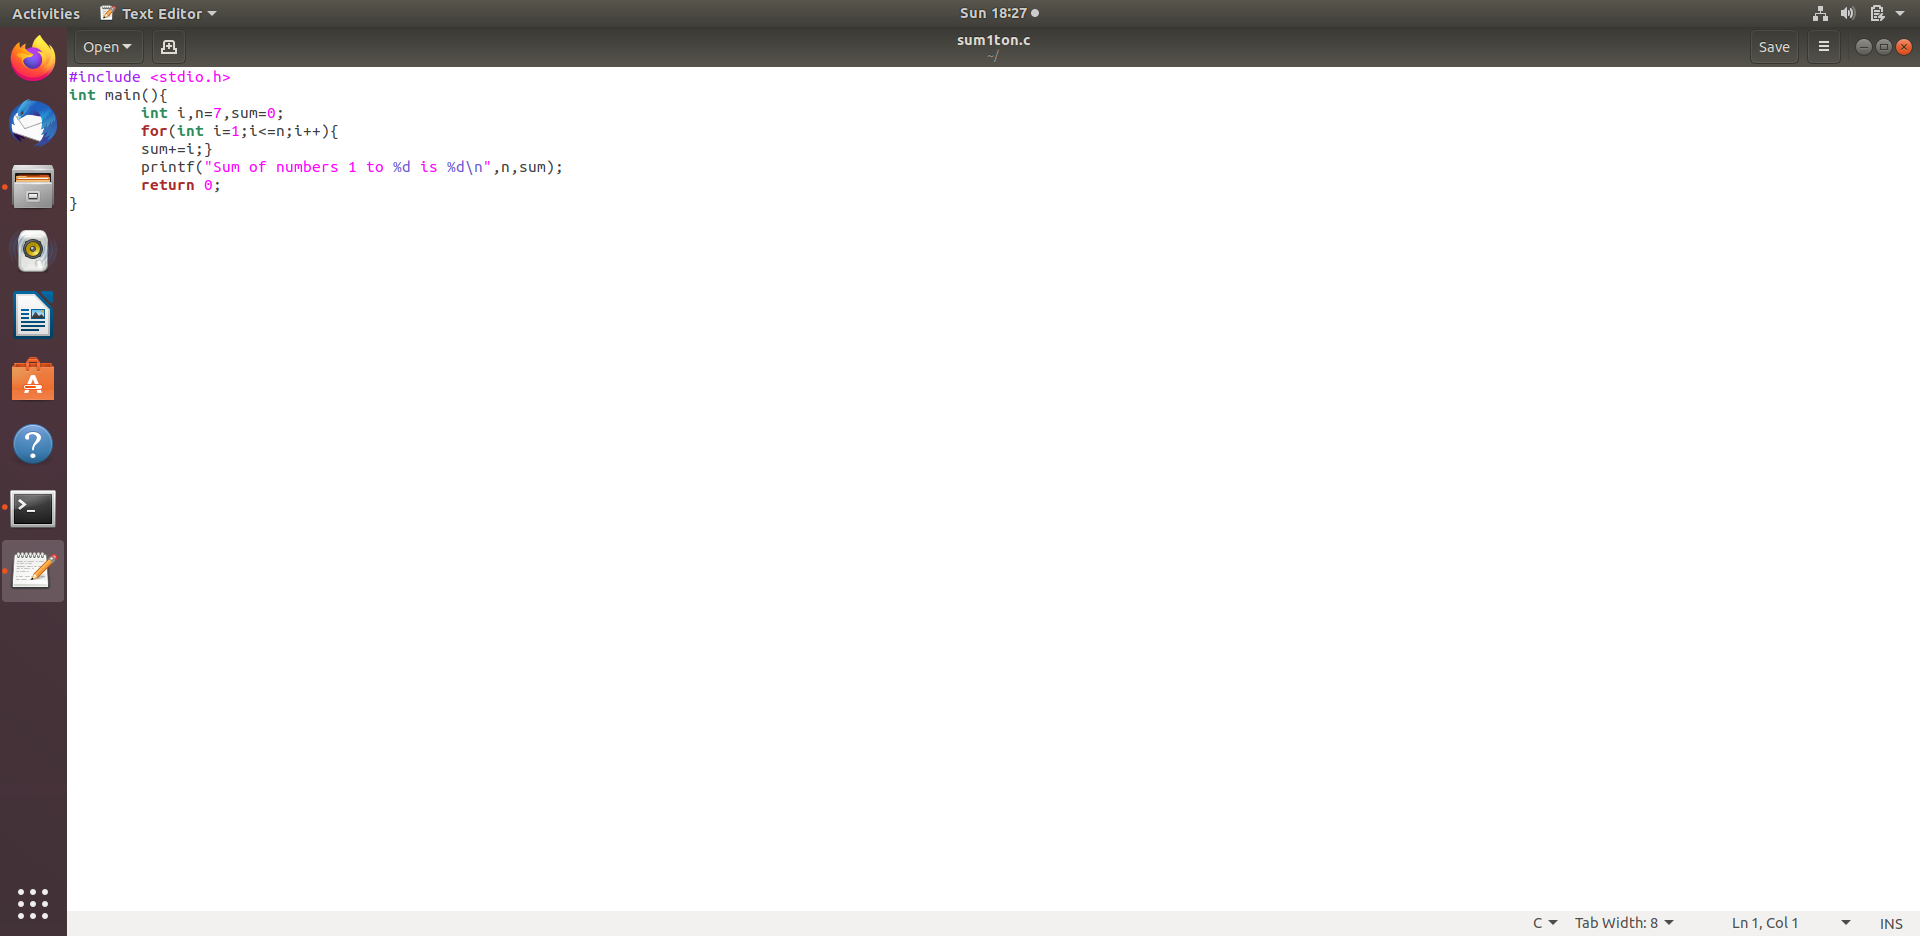 Activities Text Editor Sun 18:27
Open sum1ton.c Save
~/
#include <stdio.h>
int main(){
        int i,n=7,sum=0;
        for(int i=1;i<=n;i++){
        sum+=i;}
        printf("Sum of numbers 1 to %d is %d\n",n,sum);
        return 0;
}
C Tab Width: 8 Ln 1, Col 1 INS